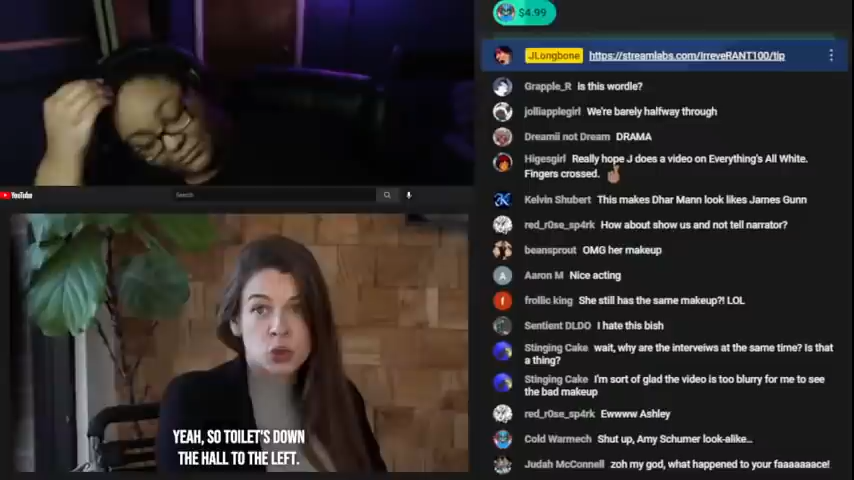 $4.99
JLongbone https://streamlabs.com/IrreveRANT100/tip
Grapple_R is this wordle?
jolliapplegirl We're barely halfway through
Dreamii not Dream DRAMA
Higesgirl Really hope J does a video on Everything's All White.
Fingers crossed.
Kelvin Shubert This makes Dhar Mann look likes James Gunn
red_r0se_sp4rk How about show us and not tell narrator?
beansprout OMG her makeup
Aaron M Nice acting
frollic king She still has the same makeup?! LOL
Sentient DLDO I hate this bish
Stinging Cake wait, why are the interveiws at the same time? Is that
a thing?
Stinging Cake I'm sort of glad the video is too blurry for me to see
the bad makeup
red_r0se_sp4rk Ewwww Ashley
Cold Warmech Shut up, Amy Schumer look-alike...
Judah McConnell zoh my god, what happened to your faaaaaaace!
YouTube
Search
YEAH, SO TOILET'S DOWN
THE HALL TO THE LEFT.
A
f